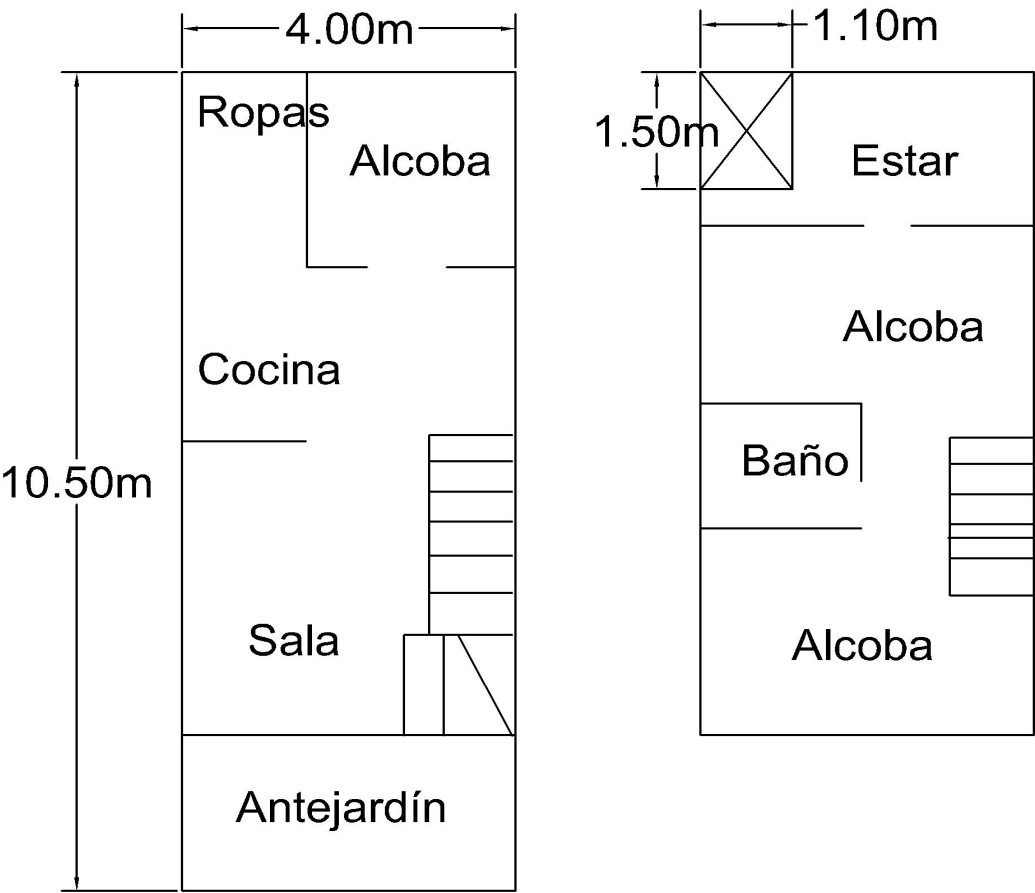 4.00m
1.10m
Ropas
1.50m
Alcoba
Estar
Alcoba
Cocina
Baño
10.50m
Sala
Alcoba
Antejardín